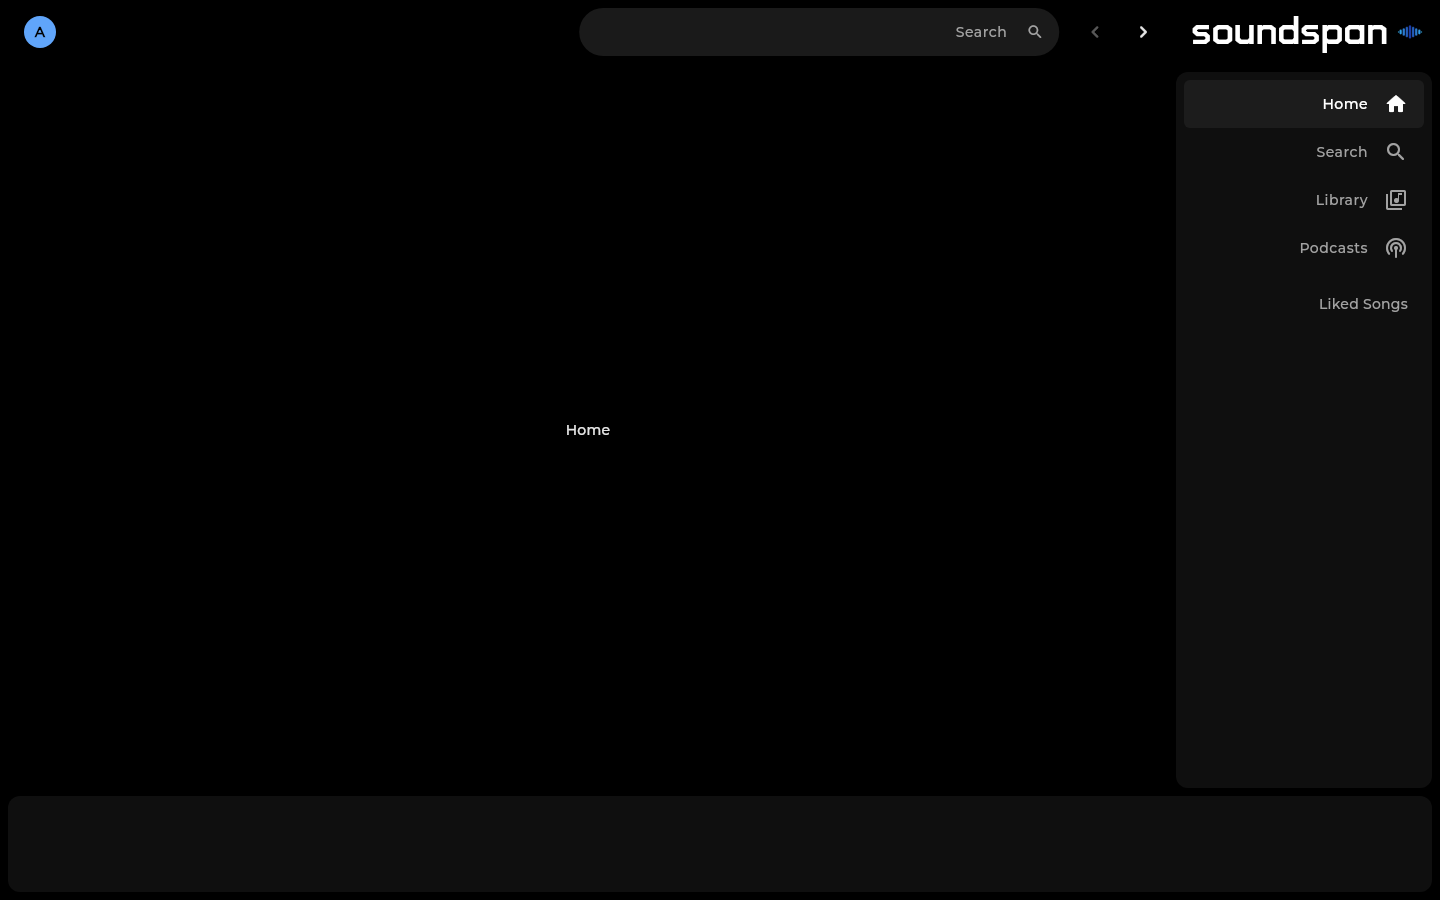 A
Search
soundspan
Home
Search
Library
Podcasts
Liked Songs
Home